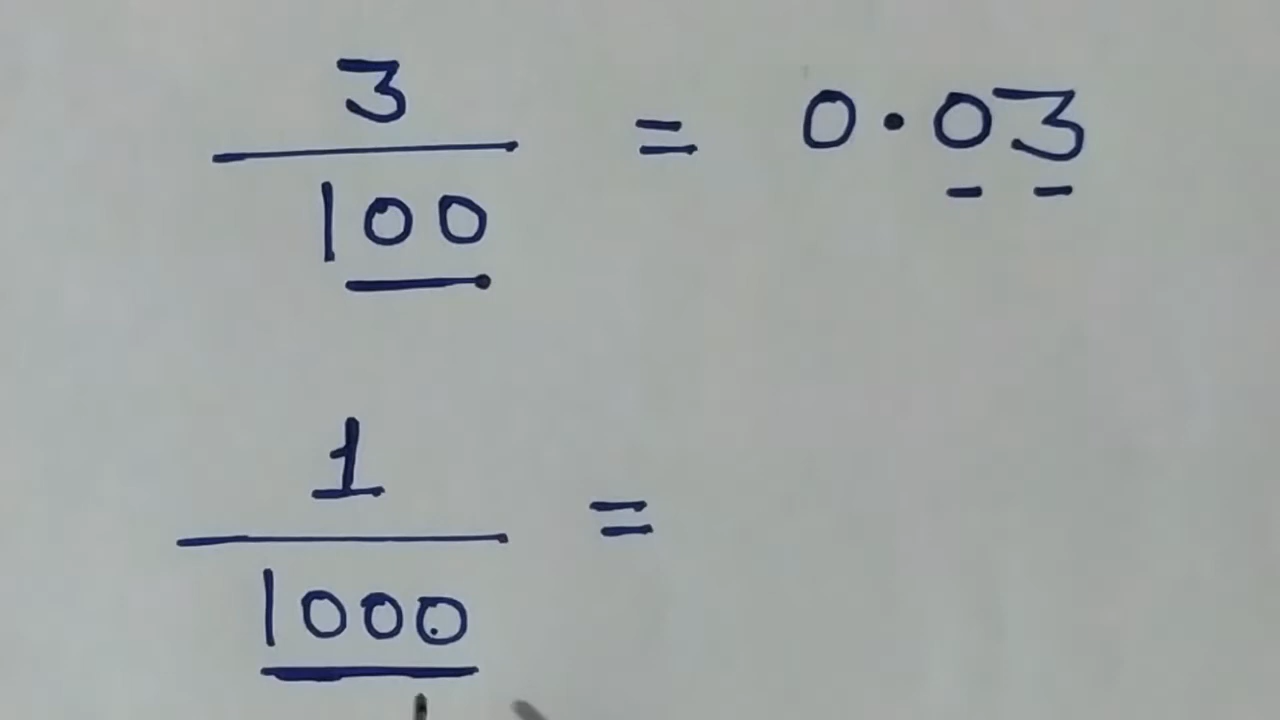 3/100 = 0.03
1/1000 =